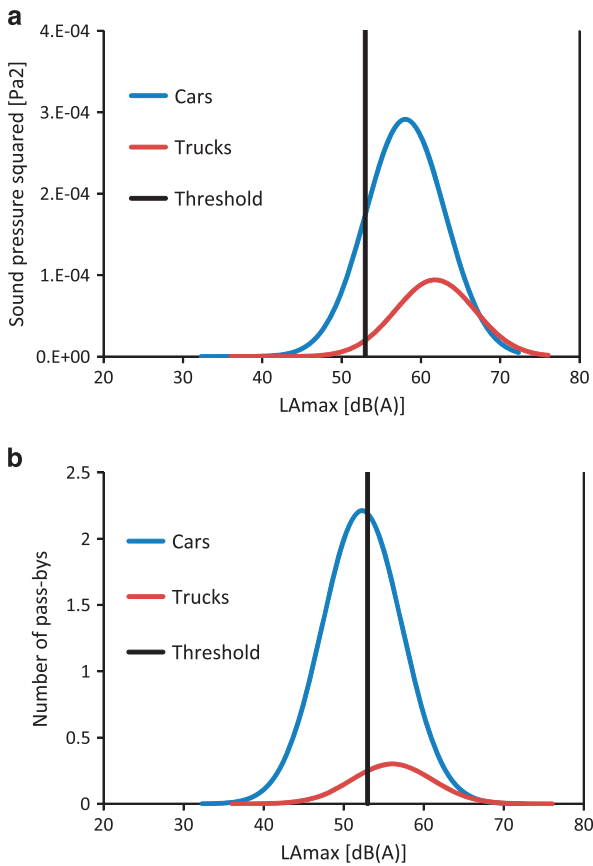 a
Sound pressure squared [Pa2]
4.E-04
3.E-04
2.E-04
1.E-04
0.E+00
Cars
Trucks
Threshold
20 30 40 50 60 70 80
LAmax [dB(A)]
b
Number of pass-bys
2.5
2
1.5
1
0.5
0
Cars
Trucks
Threshold
20 30 40 50 60 70 80
LAmax [dB(A)]